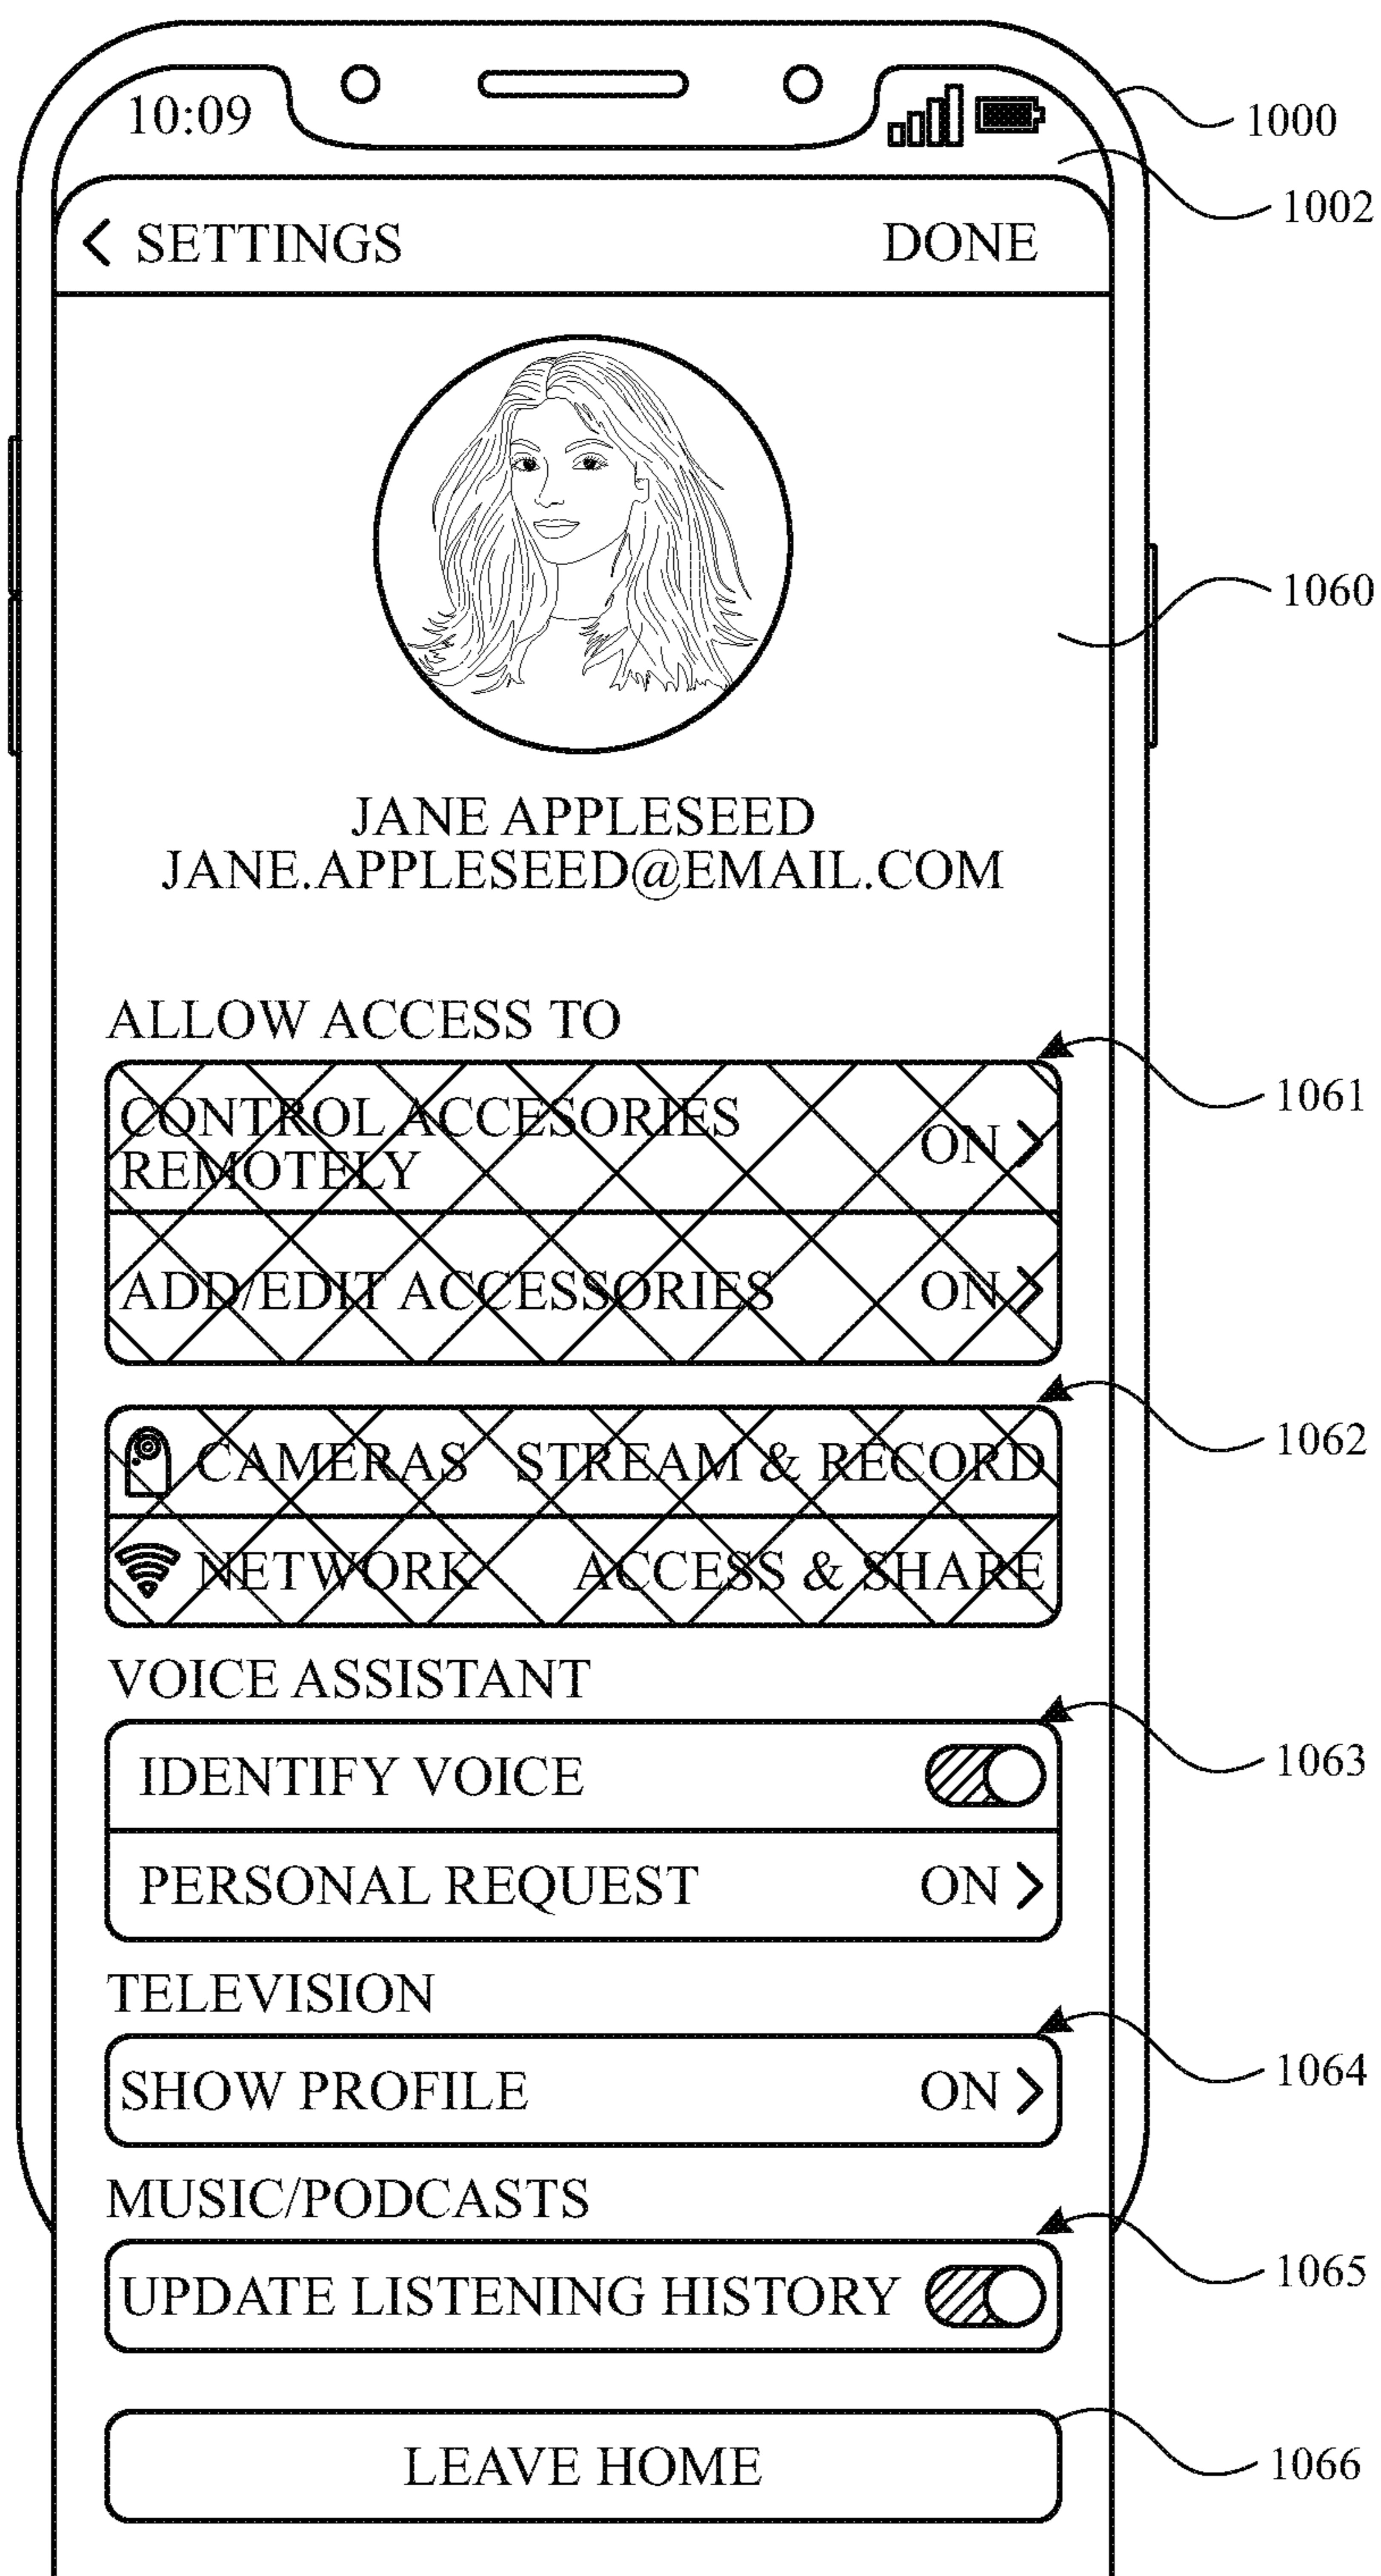 10:09
1000
1002
SETTINGS DONE
1060
JANE APPLESEED
JANE.APPLESEED@EMAIL.COM
ALLOW ACCESS TO
1061
CONTROL ACCESORIES
REMOTELY
ON
ADD/EDIT ACCESSORIES ON
1062
CAMERAS STREAM & RECORD
NETWORK ACCESS & SHARE
VOICE ASSISTANT
1063
IDENTIFY VOICE
PERSONAL REQUEST ON
TELEVISION
1064
SHOW PROFILE ON
MUSIC/PODCASTS
1065
UPDATE LISTENING HISTORY
LEAVE HOME
1066